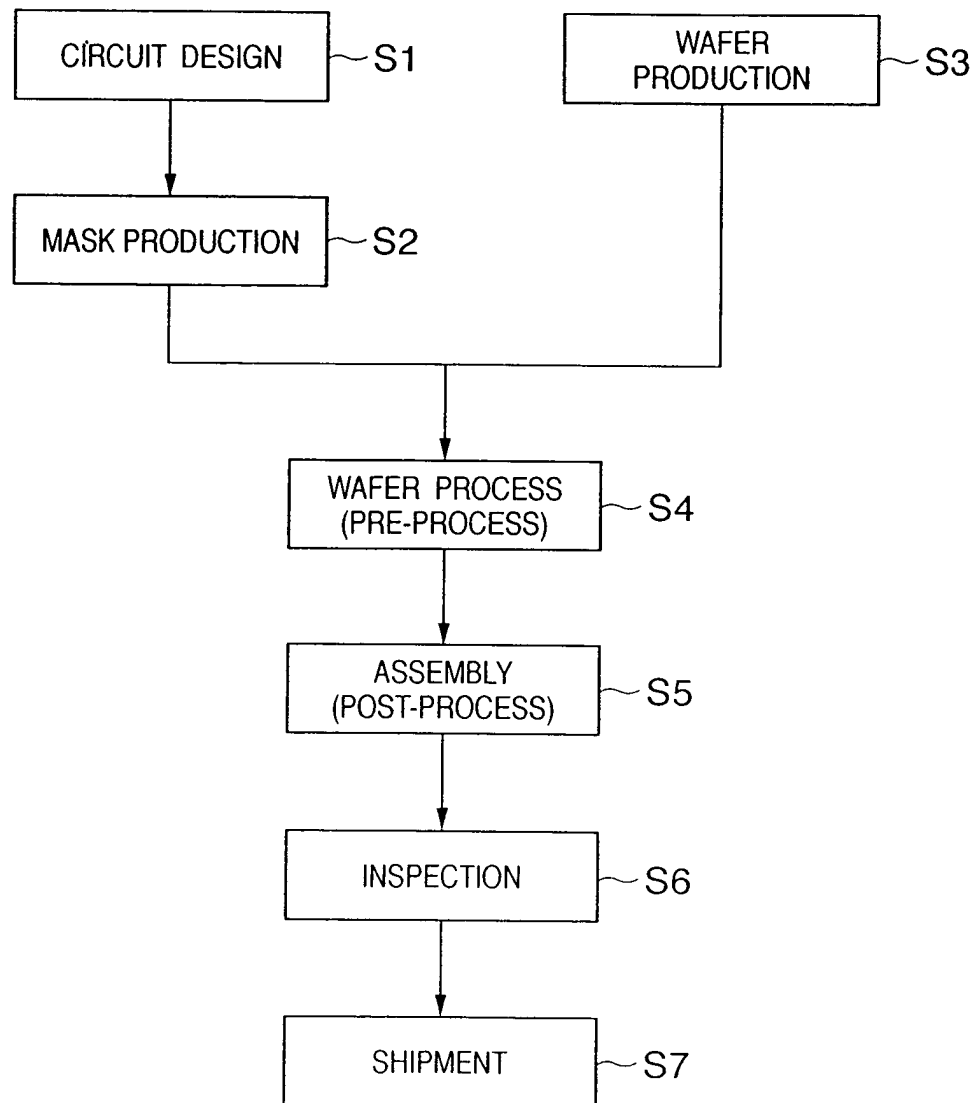 CIRCUIT DESIGN
S1
WAFER
PRODUCTION
S3
MASK PRODUCTION
S2
WAFER PROCESS
(PRE-PROCESS)
S4
ASSEMBLY
(POST-PROCESS)
S5
INSPECTION
S6
SHIPMENT
S7